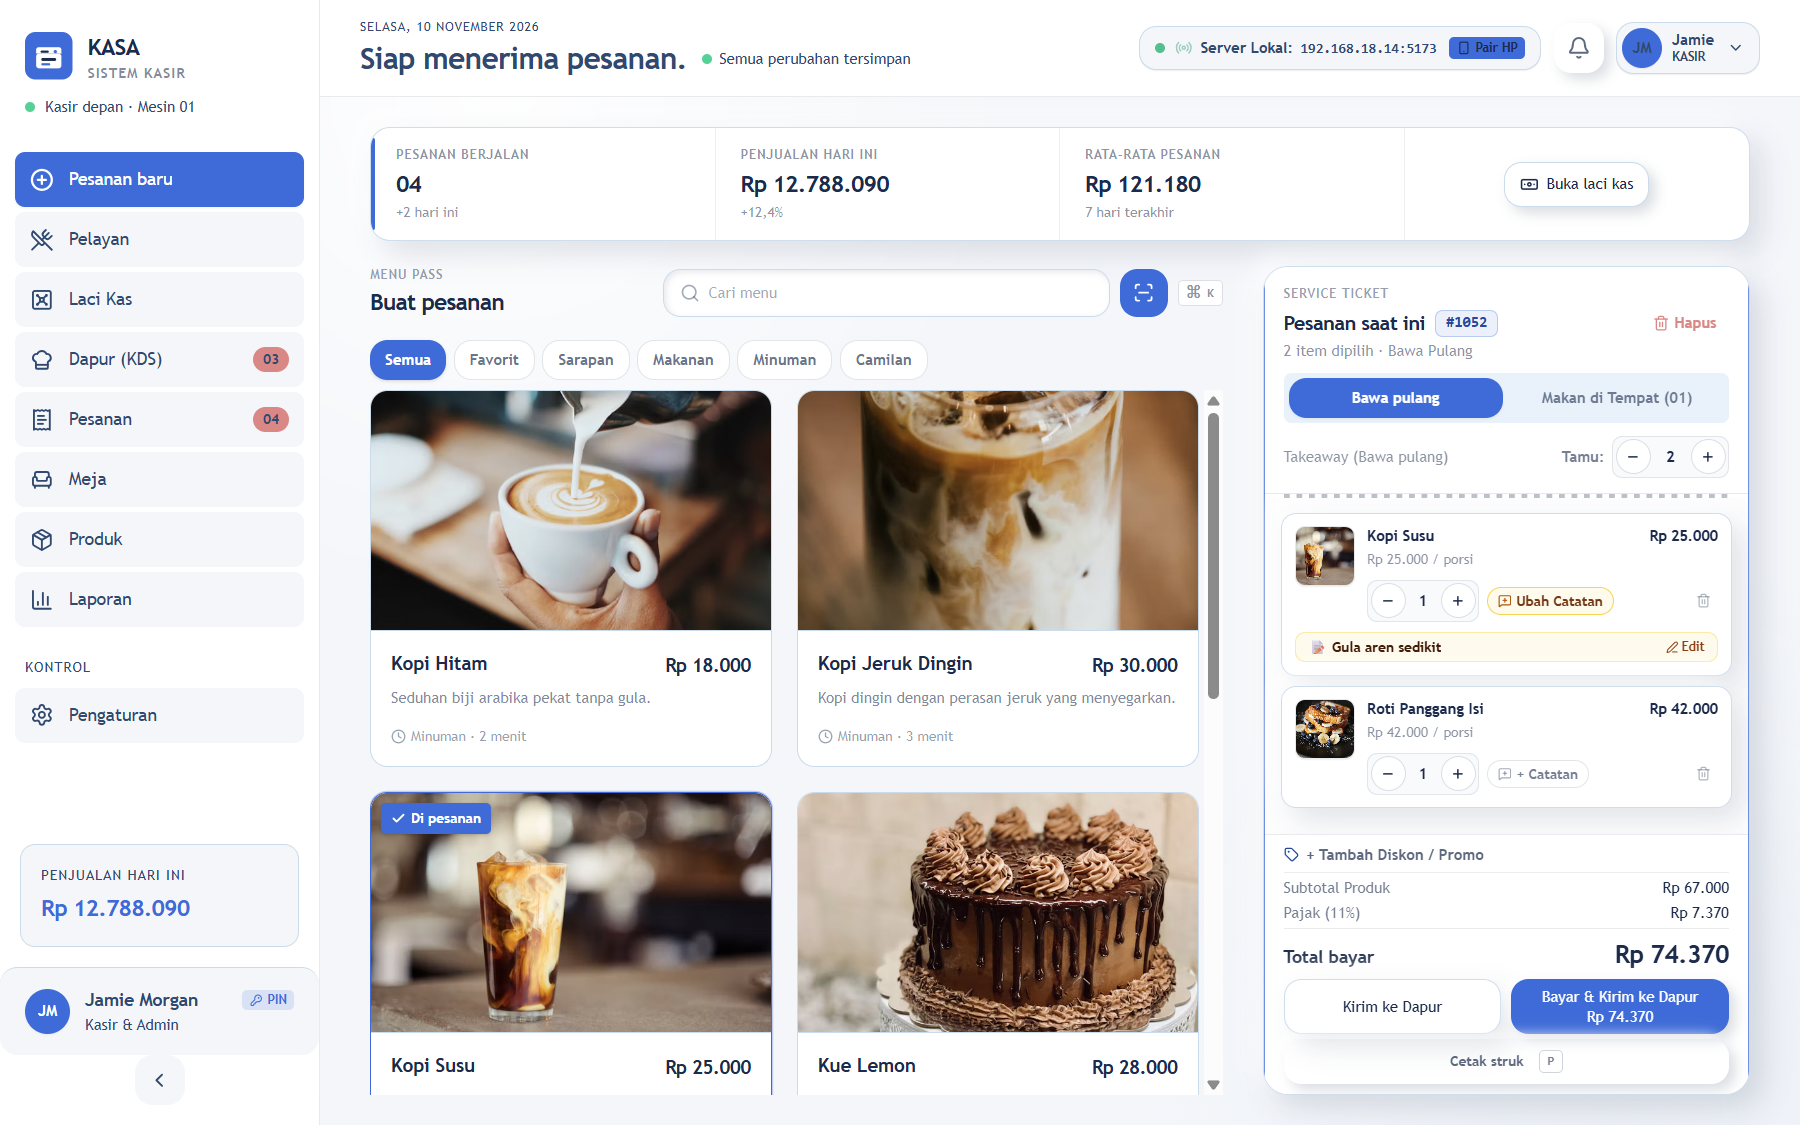 KASA
SISTEM KASIR
Kasir depan · Mesin 01
Pesanan baru
Pelayan
Laci Kas
Dapur (KDS) 03
Pesanan 04
Meja
Produk
Laporan
KONTROL
Pengaturan
PENJUALAN HARI INI
Rp 12.788.090
JM
Jamie Morgan
PIN
Kasir & Admin
SELASA, 10 NOVEMBER 2026
Siap menerima pesanan.
Semua perubahan tersimpan
Server Lokal: 192.168.18.14:5173
Pair HP
JM
Jamie
KASIR
PESANAN BERJALAN
04
+2 hari ini
PENJUALAN HARI INI
Rp 12.788.090
+12,4%
RATA-RATA PESANAN
Rp 121.180
7 hari terakhir
Buka laci kas
MENU PASS
Buat pesanan
Cari menu
⌘ K
Semua
Favorit
Sarapan
Makanan
Minuman
Camilan
Kopi Hitam
Rp 18.000
Seduhan biji arabika pekat tanpa gula.
Minuman · 2 menit
Kopi Jeruk Dingin
Rp 30.000
Kopi dingin dengan perasan jeruk yang menyegarkan.
Minuman · 3 menit
Di pesanan
Kopi Susu
Rp 25.000
Kue Lemon
Rp 28.000
SERVICE TICKET
Pesanan saat ini
#1052
Hapus
2 item dipilih · Bawa Pulang
Bawa pulang
Makan di Tempat (01)
Takeaway (Bawa pulang)
Tamu:
− 2 +
Kopi Susu
Rp 25.000
Rp 25.000 / porsi
− 1 +
Ubah Catatan
Gula aren sedikit
Edit
Roti Panggang Isi
Rp 42.000
Rp 42.000 / porsi
− 1 +
+ Catatan
+ Tambah Diskon / Promo
Subtotal Produk
Rp 67.000
Pajak (11%)
Rp 7.370
Total bayar
Rp 74.370
Kirim ke Dapur
Bayar & Kirim ke Dapur
Rp 74.370
Cetak struk
P